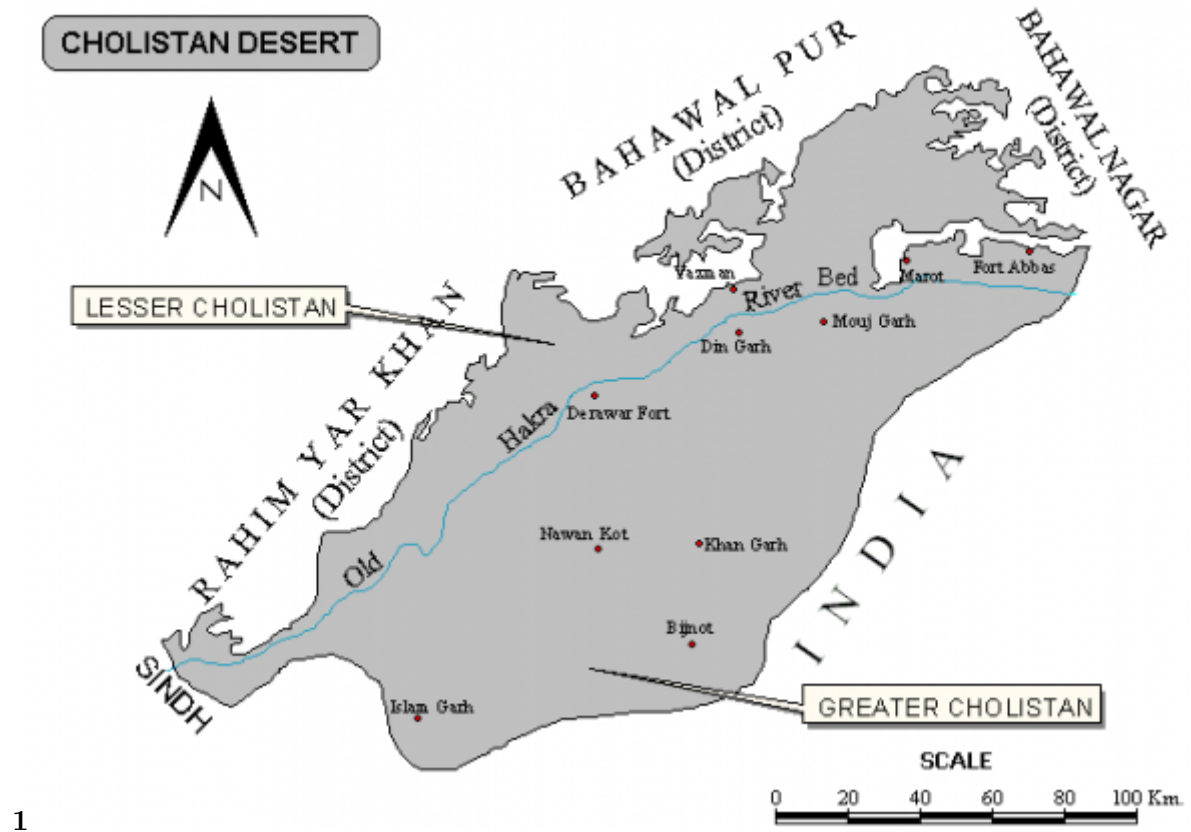 CHOLISTAN DESERT
N
BAHAWAL PUR
(District)
BAHAWAL NAGAR
(District)
LESSER CHOLISTAN
RAHIM YAR KHAN
(District)
Yazman
River Bed
Marot
Fort Abbas
Mouj Garh
Din Garh
Hakra
Derawar Fort
Old
Nawan Kot
Khan Garh
INDIA
Bijnot
SINDH
Islam Garh
GREATER CHOLISTAN
SCALE
0 20 40 60 80 100 Km.
1